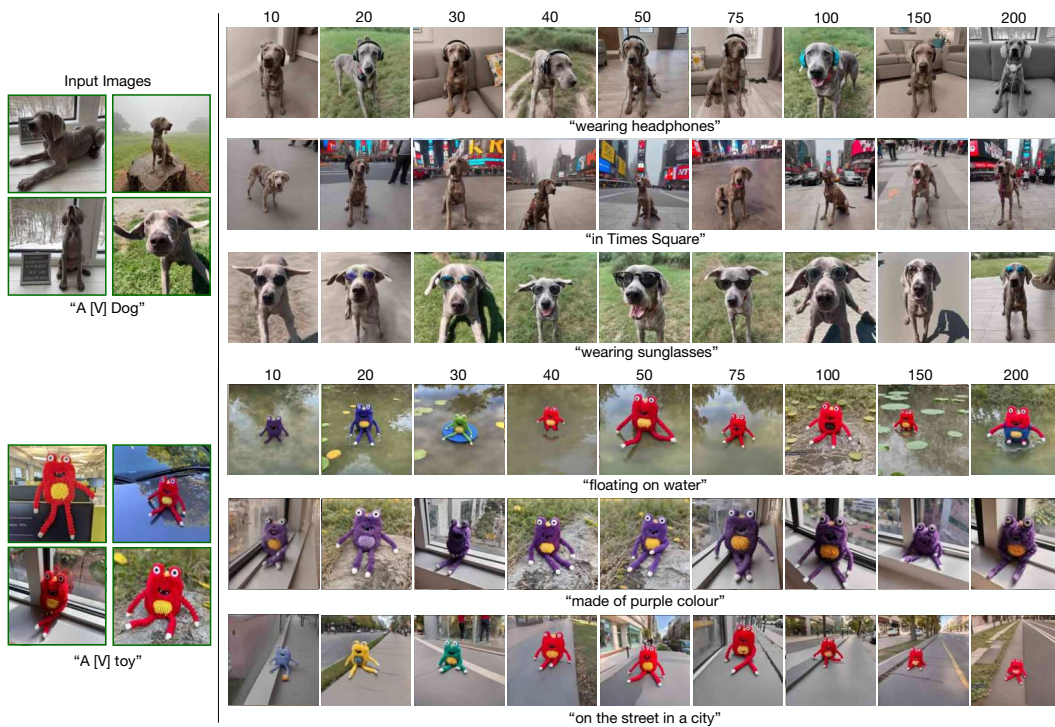 Input Images
“A [V] Dog”
10 20 30 40 50 75 100 150 200
“wearing headphones”
“in Times Square”
“wearing sunglasses”
“A [V] toy”
10 20 30 40 50 75 100 150 200
“floating on water”
“made of purple colour”
“on the street in a city”